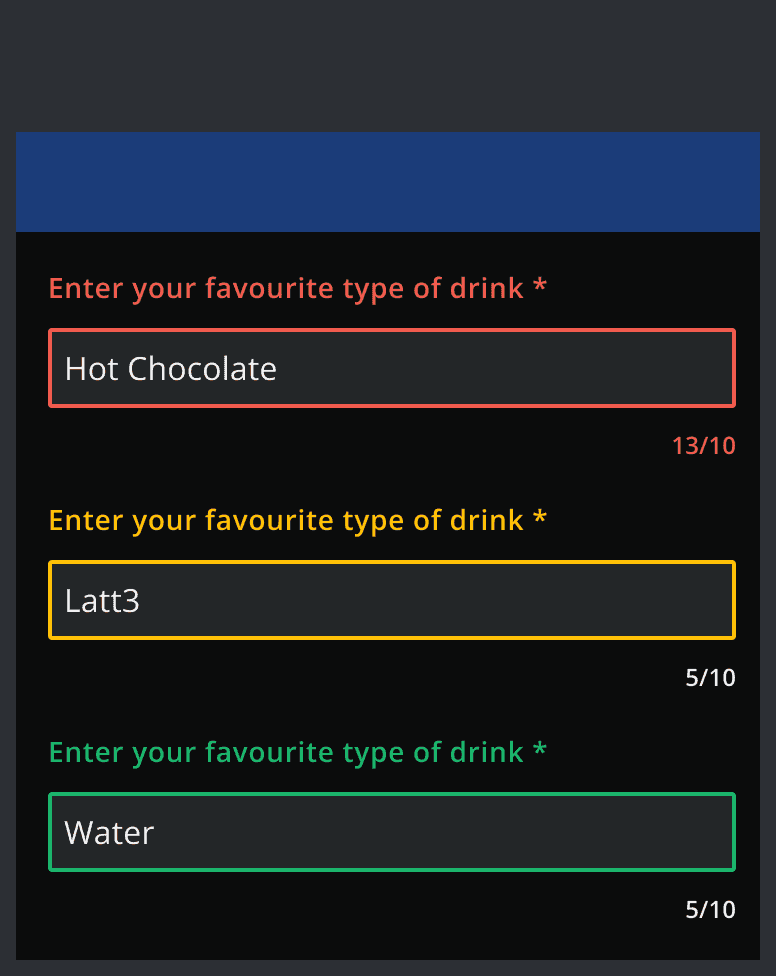 Enter your favourite type of drink *
Hot Chocolate
13/10
Enter your favourite type of drink *
Latt3
5/10
Enter your favourite type of drink *
Water
5/10